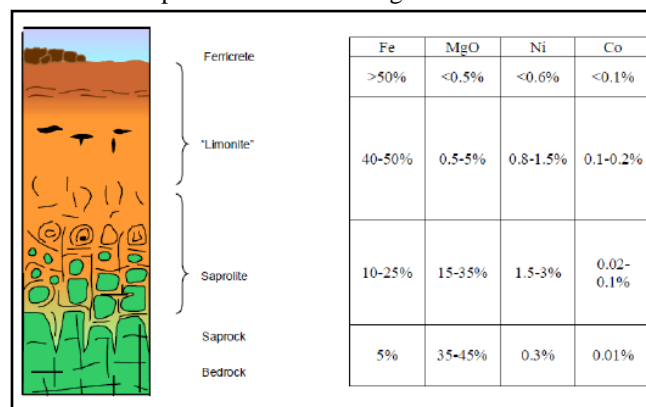 Ferricrete
"Limonite"
Saprolite
Saprock
Bedrock
Fe MgO Ni Co
>50% <0.5% <0.6% <0.1%
40-50% 0.5-5% 0.8-1.5% 0.1-0.2%
10-25% 15-35% 1.5-3% 0.02-
0.1%
5% 35-45% 0.3% 0.01%